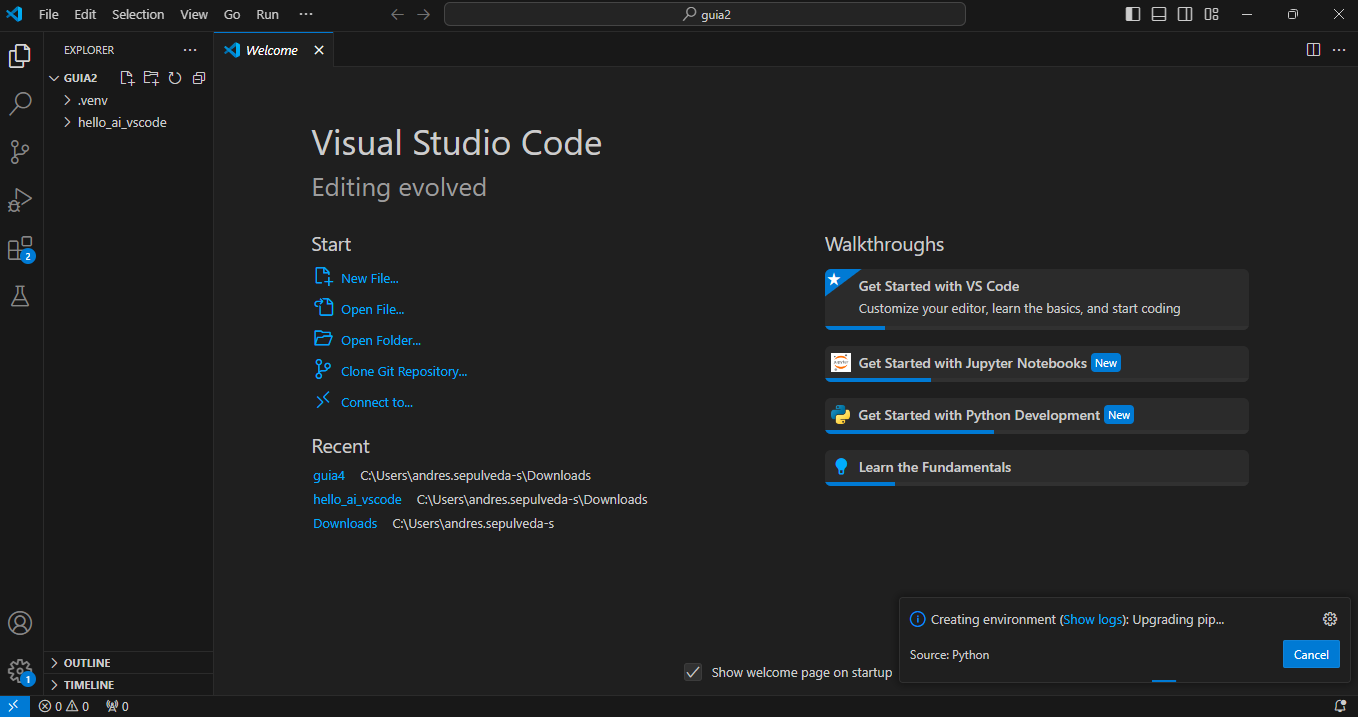 File Edit Selection View Go Run ···
guia2
EXPLORER ···
Welcome
GUIA2
.venv
hello_ai_vscode
Visual Studio Code
Editing evolved
Start
New File...
Open File...
Open Folder...
Clone Git Repository...
Connect to...
Recent
guia4 C:\Users\andres.sepulveda-s\Downloads
hello_ai_vscode C:\Users\andres.sepulveda-s\Downloads
Downloads C:\Users\andres.sepulveda-s
Walkthroughs
Get Started with VS Code
Customize your editor, learn the basics, and start coding
Get Started with Jupyter Notebooks New
Get Started with Python Development New
Learn the Fundamentals
2
Creating environment (Show logs): Upgrading pip...
Source: Python
Cancel
Show welcome page on startup
OUTLINE
TIMELINE
1
0 0 0